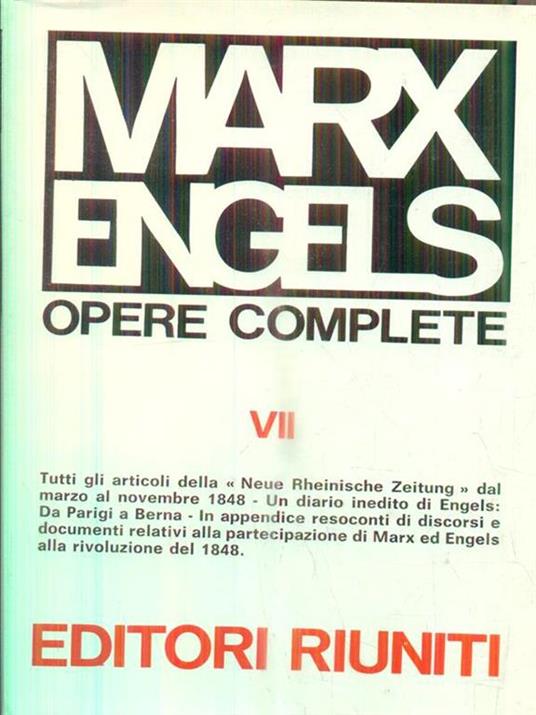 MARX
ENGELS
OPERE COMPLETE
VII
Tutti gli articoli della « Neue Rheinische Zeitung » dal
marzo al novembre 1848 - Un diario inedito di Engels:
Da Parigi a Berna - In appendice resoconti di discorsi e
documenti relativi alla partecipazione di Marx ed Engels
alla rivoluzione del 1848.
EDITORI RIUNITI